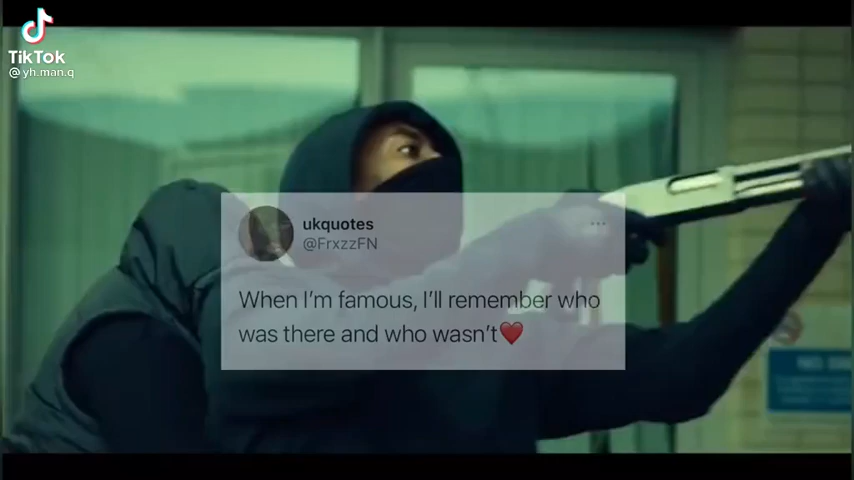 TikTok
@yh.man.q
ukquotes
@FrxzzFN
When I'm famous, I'll remember who
was there and who wasn't❤️